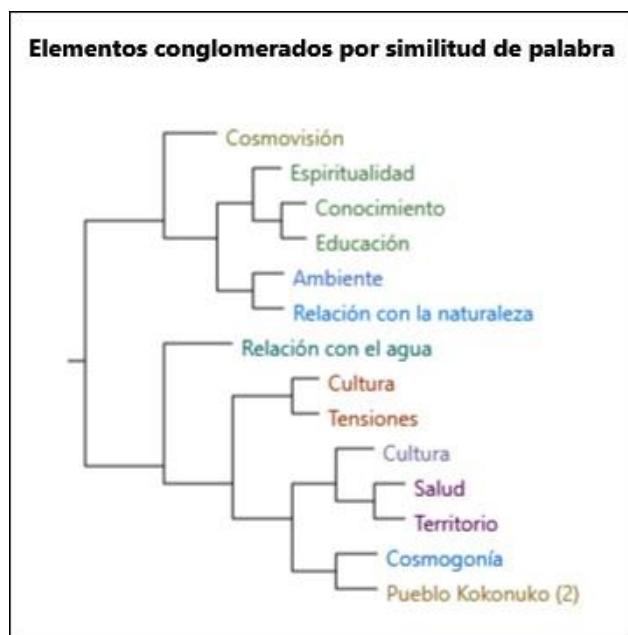 Elementos conglomerados por similitud de palabra
Cosmovisión
Espiritualidad
Conocimiento
Educación
Ambiente
Relación con la naturaleza
Relación con el agua
Cultura
Tensiones
Cultura
Salud
Territorio
Cosmogonía
Pueblo Kokonuko (2)